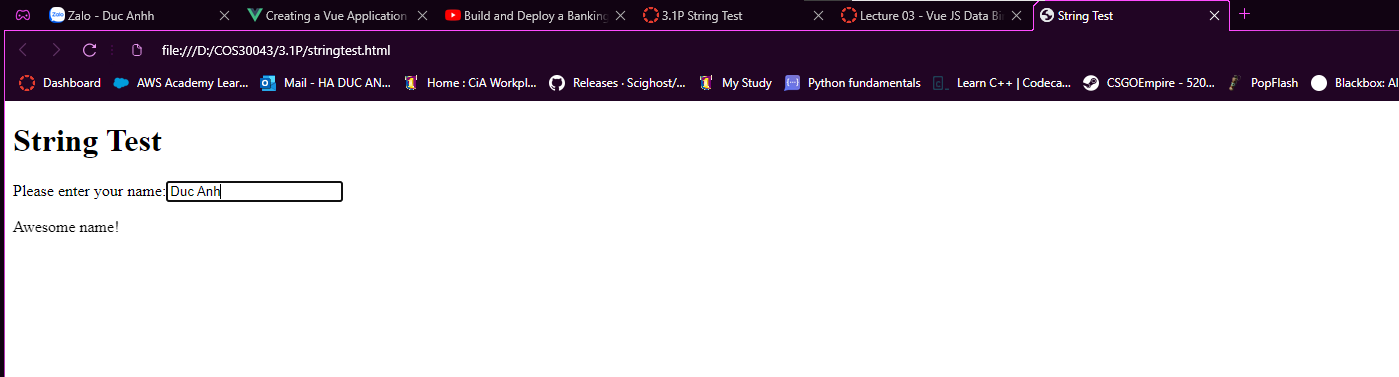 Zalo - Duc Anhh
Creating a Vue Application
Build and Deploy a Banking
3.1P String Test
Lecture 03 - Vue JS Data Bi
String Test
file:///D:/COS30043/3.1P/stringtest.html
Dashboard
AWS Academy Lear...
Mail - HA DUC AN...
Home : CiA Workpl...
Releases · Scighost/...
My Study
Python fundamentals
Learn C++ | Codeca...
CSGOEmpire - 520...
PopFlash
Blackbox: AI
String Test
Please enter your name: Duc Anh
Awesome name!